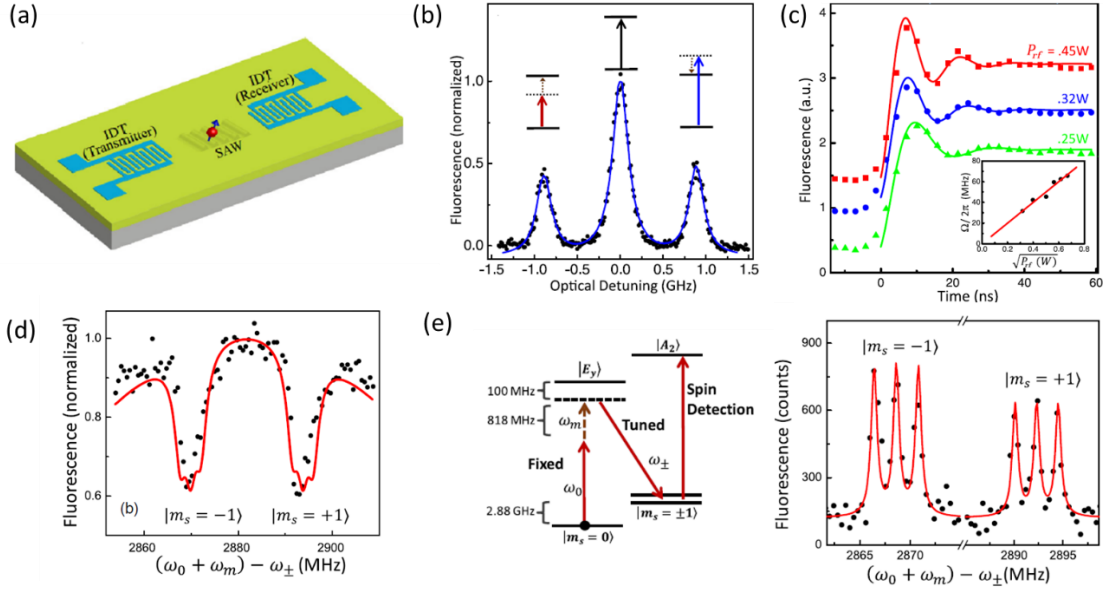 (a)
IDT
(Transmitter)
SAW
IDT
(Receiver)
(b)
Fluorescence (normalized)
1.0
0.5
0.0
-1.5 -1.0 -0.5 0.0 0.5 1.0 1.5
Optical Detuning (GHz)
(c)
Fluorescence (a.u.)
4
3
2
1
0
P_rf = .45W
.32W
.25W
Ω/ 2π (MHz)
80
60
40
20
0
0.0 0.2 0.4 0.6 0.8
√P_rf (W)
0 20 40 60
Time (ns)
(d)
Fluorescence (normalized)
1.0
0.8
0.6
(b)
|m_s = −1⟩ |m_s = +1⟩
2860 2880 2900
(ω_0 + ω_m) − ω_± (MHz)
(e)
|A_2⟩
|E_y⟩
100 MHz
818 MHz
ω_m
Spin
Detection
Tuned
Fixed
ω_±
ω_0
2.88 GHz
|m_s = ±1⟩
|m_s = 0⟩
Fluorescence (counts)
900
600
300
0
|m_s = −1⟩
|m_s = +1⟩
2865 2870 2890 2895
(ω_0 + ω_m) − ω_±(MHz)